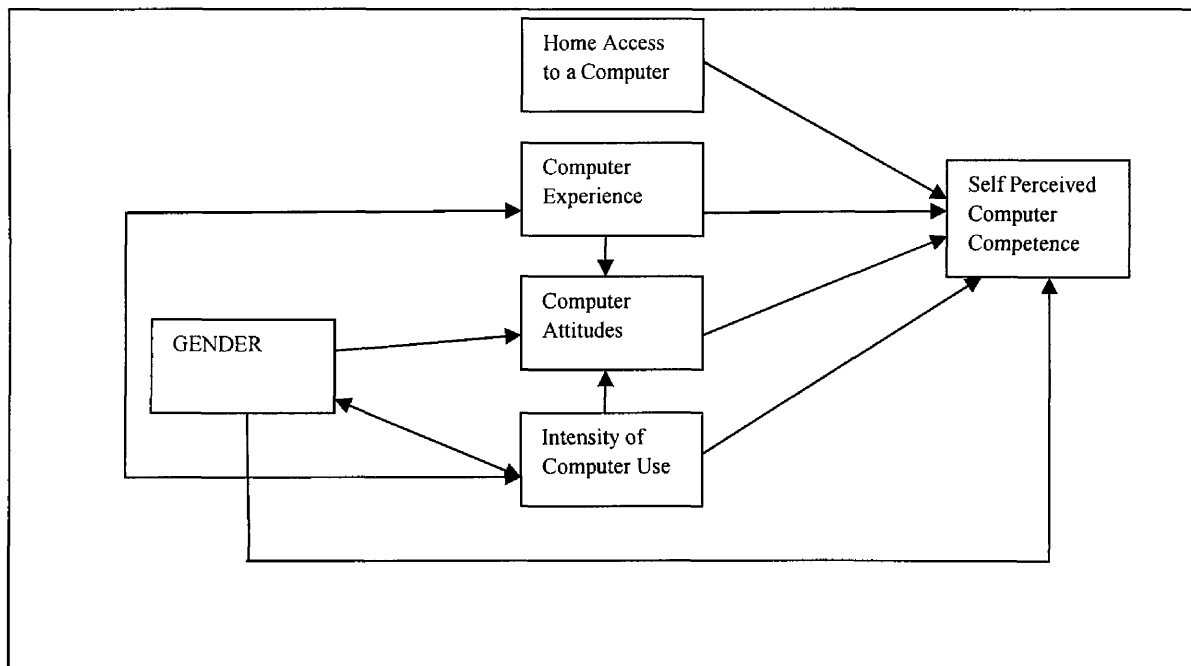 Home Access
to a Computer
Computer
Experience
Self Perceived
Computer
Competence
Computer
Attitudes
GENDER
Intensity of
Computer Use